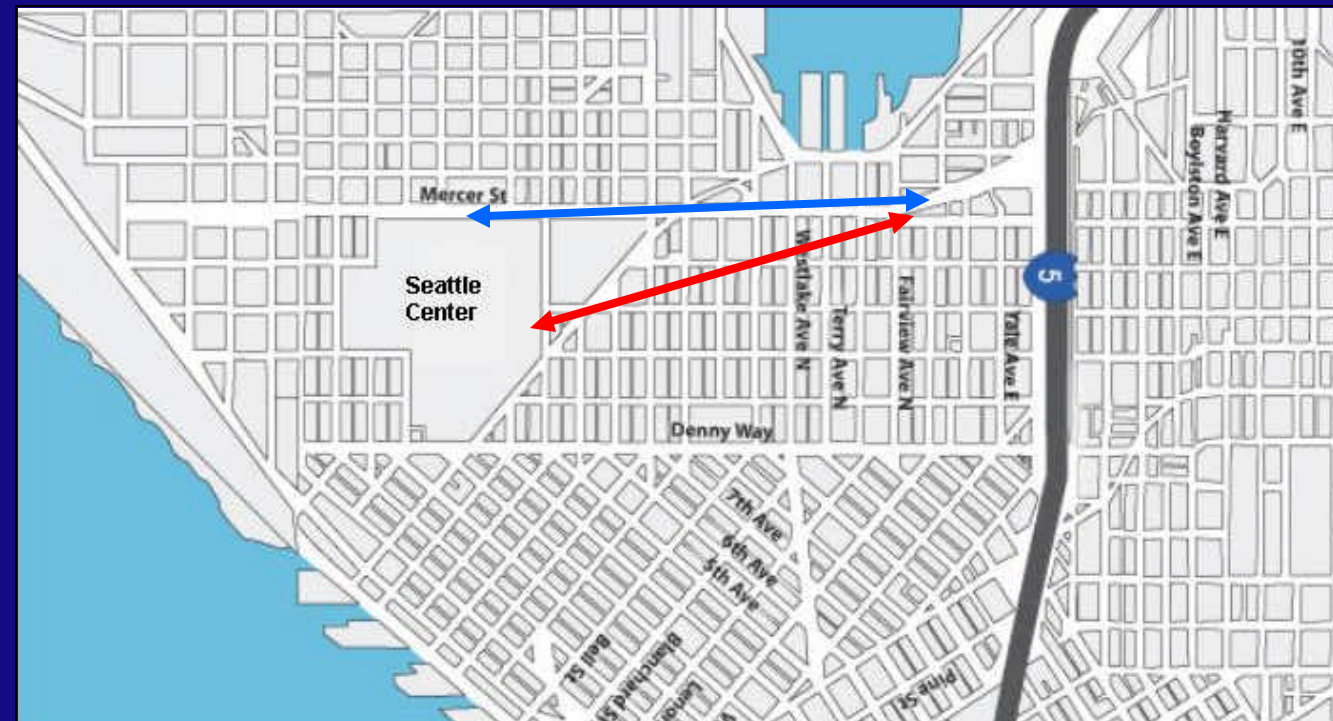 10th Ave E
Harvard Ave E
Boylston Ave E
Mercer St
Westlake Ave N
Seattle
Center
5
Fairview Ave N
Terry Ave N
Yale Ave E
Denny Way
7th Ave
6th Ave
5th Ave
Bell St
Blanchard St
Pine St